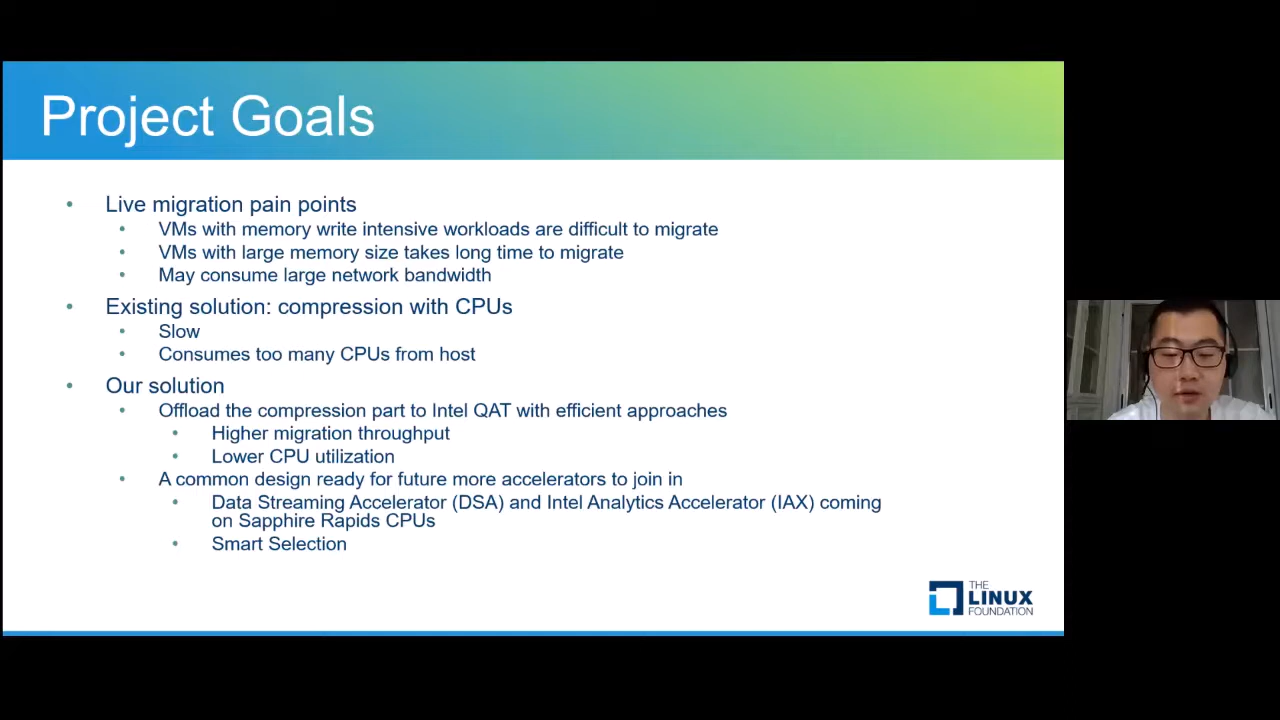 Project Goals
• Live migration pain points
• VMs with memory write intensive workloads are difficult to migrate
• VMs with large memory size takes long time to migrate
• May consume large network bandwidth
• Existing solution: compression with CPUs
• Slow
• Consumes too many CPUs from host
• Our solution
• Offload the compression part to Intel QAT with efficient approaches
• Higher migration throughput
• Lower CPU utilization
• A common design ready for future more accelerators to join in
• Data Streaming Accelerator (DSA) and Intel Analytics Accelerator (IAX) coming
on Sapphire Rapids CPUs
• Smart Selection
THE
LINUX
FOUNDATION